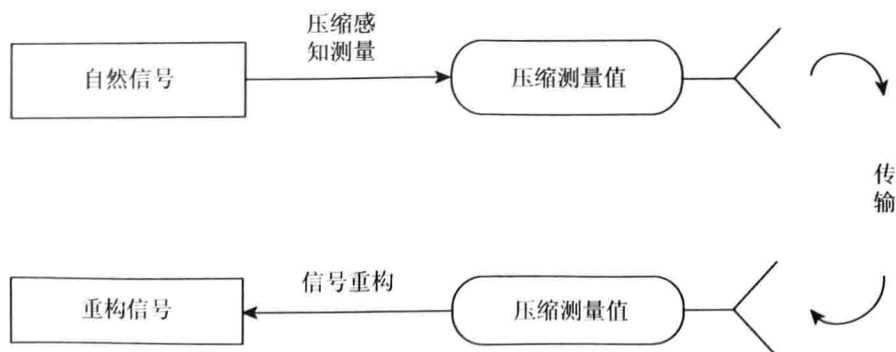 压缩感
知测量
自然信号
压缩测量值
传
输
信号重构
重构信号
压缩测量值